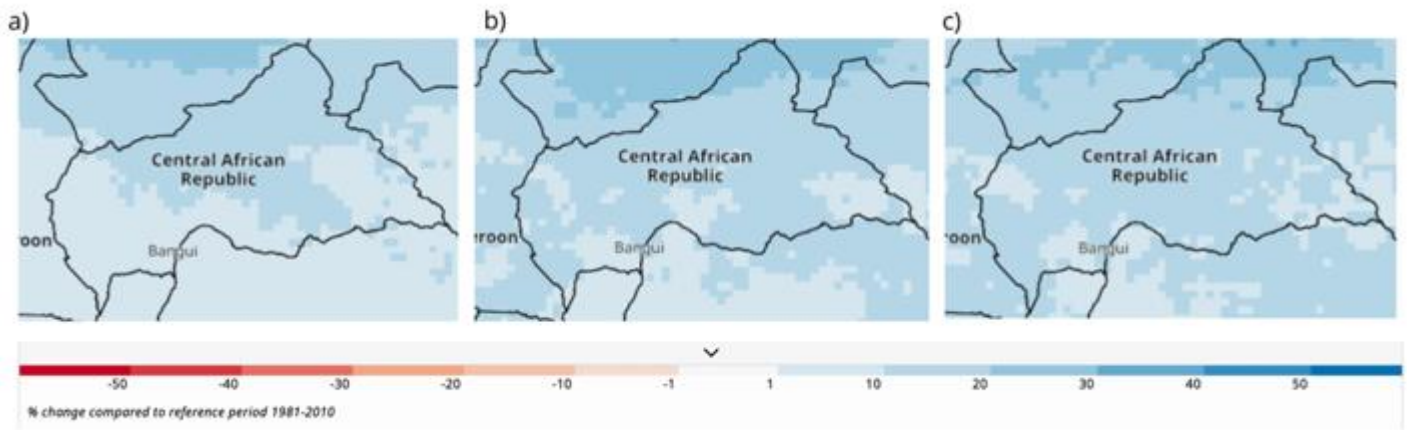 a)
b)
c)
Central African
Republic
Bangui
roon
Central African
Republic
Bangui
roon
Central African
Republic
Bangui
roon
-50 -40 -30 -20 -10 -1 1 10 20 30 40 50
% change compared to reference period 1981-2010